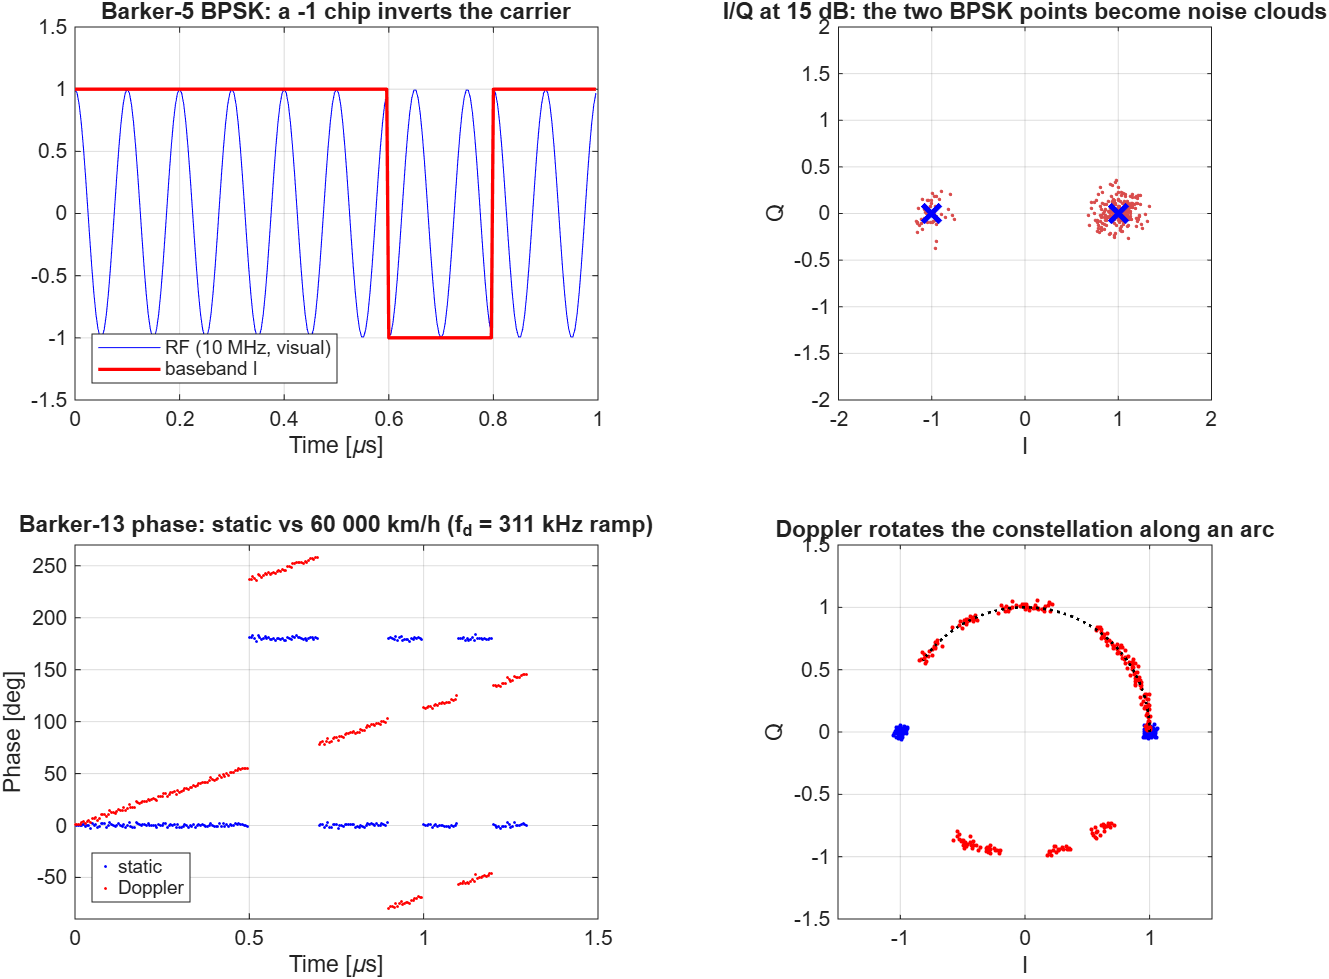 Barker-5 BPSK: a -1 chip inverts the carrier
1.5
1
0.5
0
-0.5
-1
-1.5
RF (10 MHz, visual)
baseband I
0 0.2 0.4 0.6 0.8 1
Time [µs]
I/Q at 15 dB: the two BPSK points become noise clouds
2
1.5
1
0.5
0
-0.5
-1
-1.5
-2
Q
-2 -1 0 1 2
I
Barker-13 phase: static vs 60 000 km/h (fd = 311 kHz ramp)
250
200
150
100
50
0
-50
Phase [deg]
static
Doppler
0 0.5 1 1.5
Time [µs]
Doppler rotates the constellation along an arc
1.5
1
0.5
0
-0.5
-1
-1.5
Q
-1 0 1
I